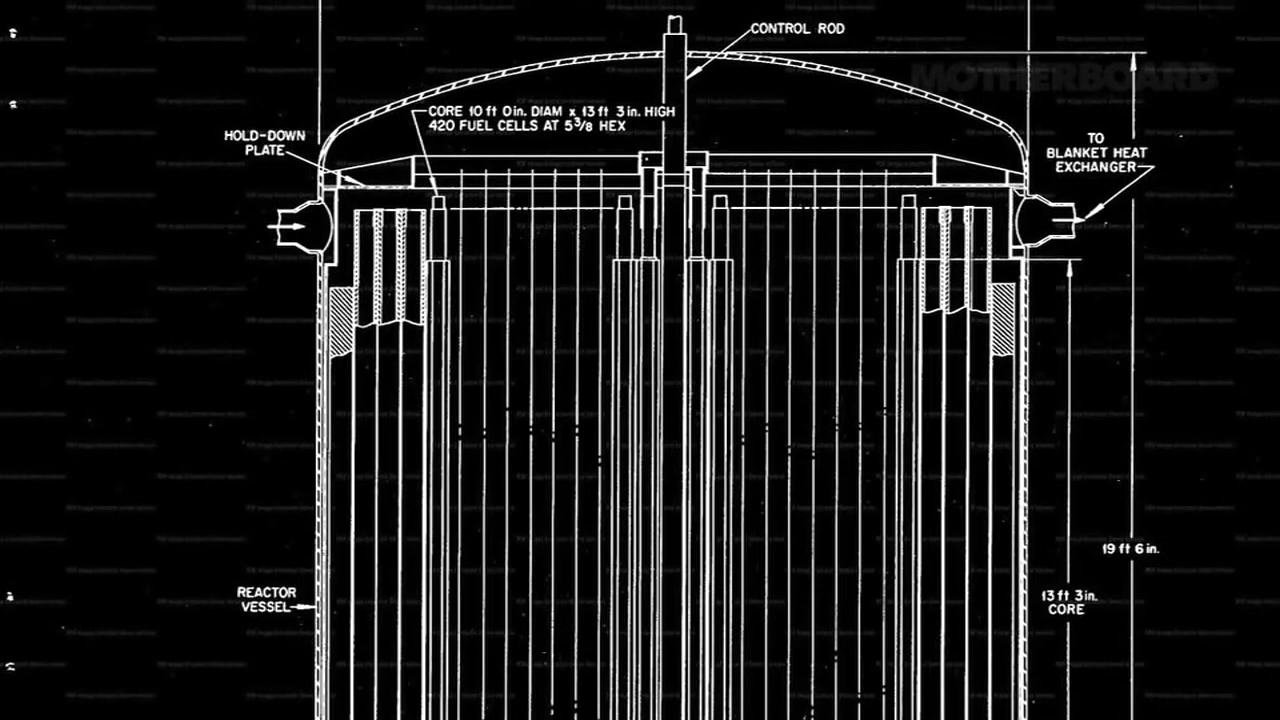 CONTROL ROD
MOTHERBOARD
CORE 10 ft 0 in. DIAM x 13 ft 3 in. HIGH
420 FUEL CELLS AT 5 3/8 HEX
HOLD-DOWN
PLATE
TO
BLANKET HEAT
EXCHANGER
19 ft 6 in.
REACTOR
VESSEL
13 ft 3 in.
CORE